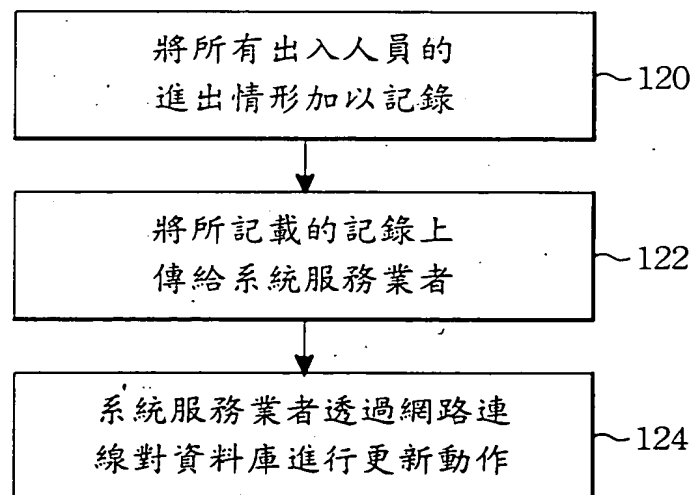 將所有出入人員的
進出情形加以記錄
120
將所記載的記錄上
傳給系統服務業者
122
系統服務業者透過網路連
線對資料庫進行更新動作
124